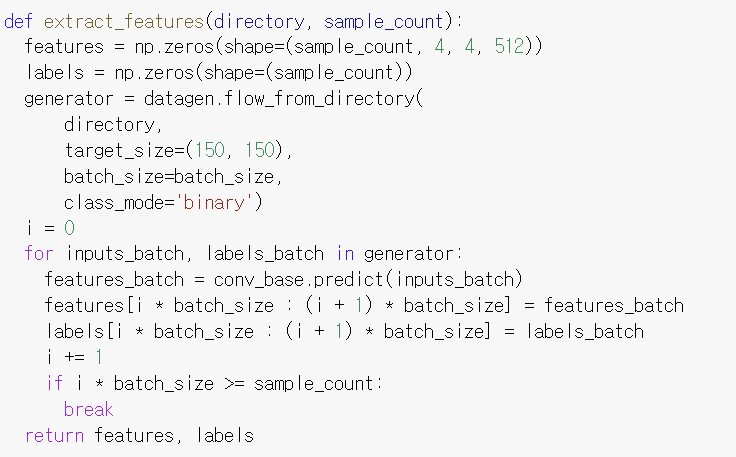 def extract_features(directory, sample_count):
  features = np.zeros(shape=(sample_count, 4, 4, 512))
  labels = np.zeros(shape=(sample_count))
  generator = datagen.flow_from_directory(
      directory,
      target_size=(150, 150),
      batch_size=batch_size,
      class_mode='binary')
  i = 0
  for inputs_batch, labels_batch in generator:
    features_batch = conv_base.predict(inputs_batch)
    features[i * batch_size : (i + 1) * batch_size] = features_batch
    labels[i * batch_size : (i + 1) * batch_size] = labels_batch
    i += 1
    if i * batch_size >= sample_count:
      break
  return features, labels